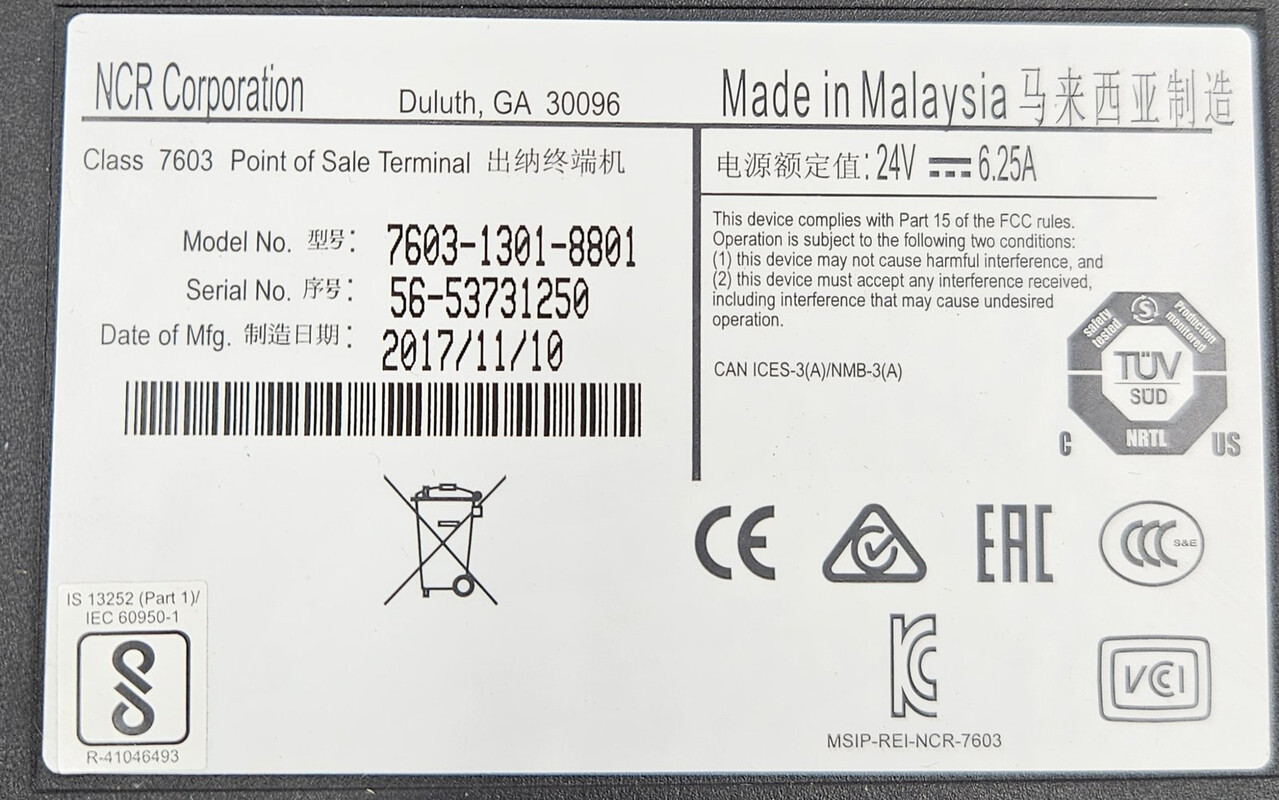 NCR Corporation Duluth, GA 30096
Made in Malaysia 马来西亚制造
Class 7603 Point of Sale Terminal 出纳终端机
Model No. 型号: 7603-1301-8801
Serial No. 序号: 56-53731250
Date of Mfg. 制造日期: 2017/11/10
电源额定值: 24V 6.25A
This device complies with Part 15 of the FCC rules.
Operation is subject to the following two conditions:
(1) this device may not cause harmful interference, and
(2) this device must accept any interference received,
including interference that may cause undesired
operation.
CAN ICES-3(A)/NMB-3(A)
safety
tested
S
Production
monitored
TÜV
SÜD
NRTL
C US
CE
EAC
CCC S&E
KC
MSIP-REI-NCR-7603
VCCI
IS 13252 (Part 1)/
IEC 60950-1
R-41046493